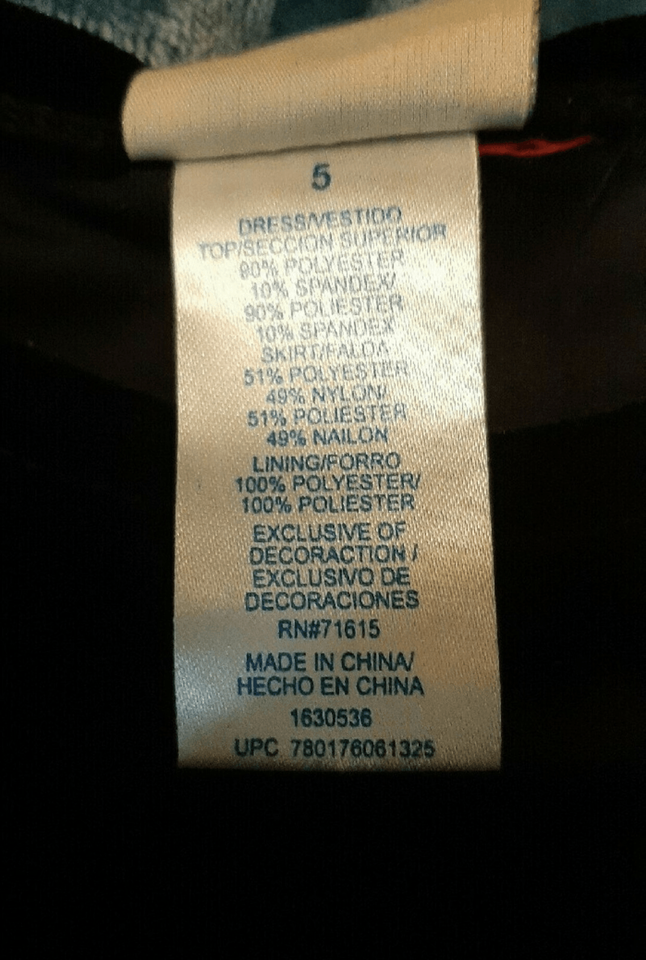 5
DRESS/VESTIDO
TOP/SECCION SUPERIOR
90% POLYESTER
10% SPANDEX/
90% POLIESTER
10% SPANDEX
SKIRT/FALDA
51% POLYESTER
49% NYLON/
51% POLIESTER
49% NAILON
LINING/FORRO
100% POLYESTER/
100% POLIESTER
EXCLUSIVE OF
DECORACTION /
EXCLUSIVO DE
DECORACIONES
RN#71615
MADE IN CHINA/
HECHO EN CHINA
1630536
UPC 780176061325